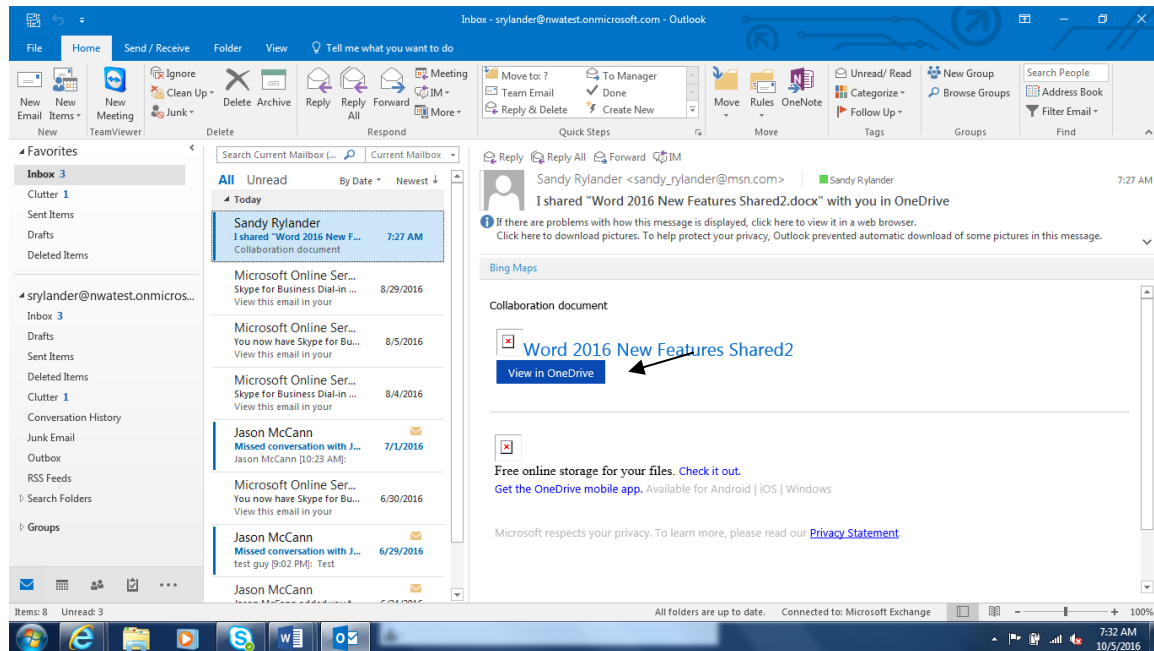 Inbox - srylander@nwatest.onmicrosoft.com - Outlook
File Home Send / Receive Folder View Tell me what you want to do
New Email
New Items
New Meeting
Ignore
Clean Up
Junk
Delete
Archive
Reply
Reply All
Forward
Meeting
IM
More
Move to: ?
Team Email
Reply & Delete
To Manager
Done
Create New
Move
Rules
OneNote
Unread/ Read
Categorize
Follow Up
New Group
Browse Groups
Search People
Address Book
Filter Email
New TeamViewer Delete Respond Quick Steps Move Tags Groups Find
Favorites
Inbox 3
Clutter 1
Sent Items
Drafts
Deleted Items
srylander@nwatest.onmicros...
Inbox 3
Drafts
Sent Items
Deleted Items
Clutter 1
Conversation History
Junk Email
Outbox
RSS Feeds
Search Folders
Groups
Search Current Mailbox (... Current Mailbox
All Unread By Date Newest ↓
Today
Sandy Rylander
I shared "Word 2016 New F... 7:27 AM
Collaboration document
Microsoft Online Ser...
Skype for Business Dial-in ... 8/29/2016
View this email in your
Microsoft Online Ser...
You now have Skype for Bu... 8/5/2016
View this email in your
Microsoft Online Ser...
Skype for Business Dial-in ... 8/4/2016
View this email in your
Jason McCann
Missed conversation with J... 7/1/2016
Jason McCann [10:23 AM]:
Microsoft Online Ser...
You now have Skype for Bu... 6/30/2016
View this email in your
Jason McCann
Missed conversation with J... 6/29/2016
test guy [9:02 PM]: Test
Jason McCann
Reply Reply All Forward IM
Sandy Rylander <sandy_rylander@msn.com> Sandy Rylander 7:27 AM
I shared "Word 2016 New Features Shared2.docx" with you in OneDrive
If there are problems with how this message is displayed, click here to view it in a web browser.
Click here to download pictures. To help protect your privacy, Outlook prevented automatic download of some pictures in this message.
Bing Maps
Collaboration document
Word 2016 New Features Shared2
View in OneDrive
Free online storage for your files. Check it out.
Get the OneDrive mobile app. Available for Android | iOS | Windows
Microsoft respects your privacy. To learn more, please read our Privacy Statement.
Items: 8 Unread: 3 All folders are up to date. Connected to: Microsoft Exchange 100%
7:32 AM
10/5/2016